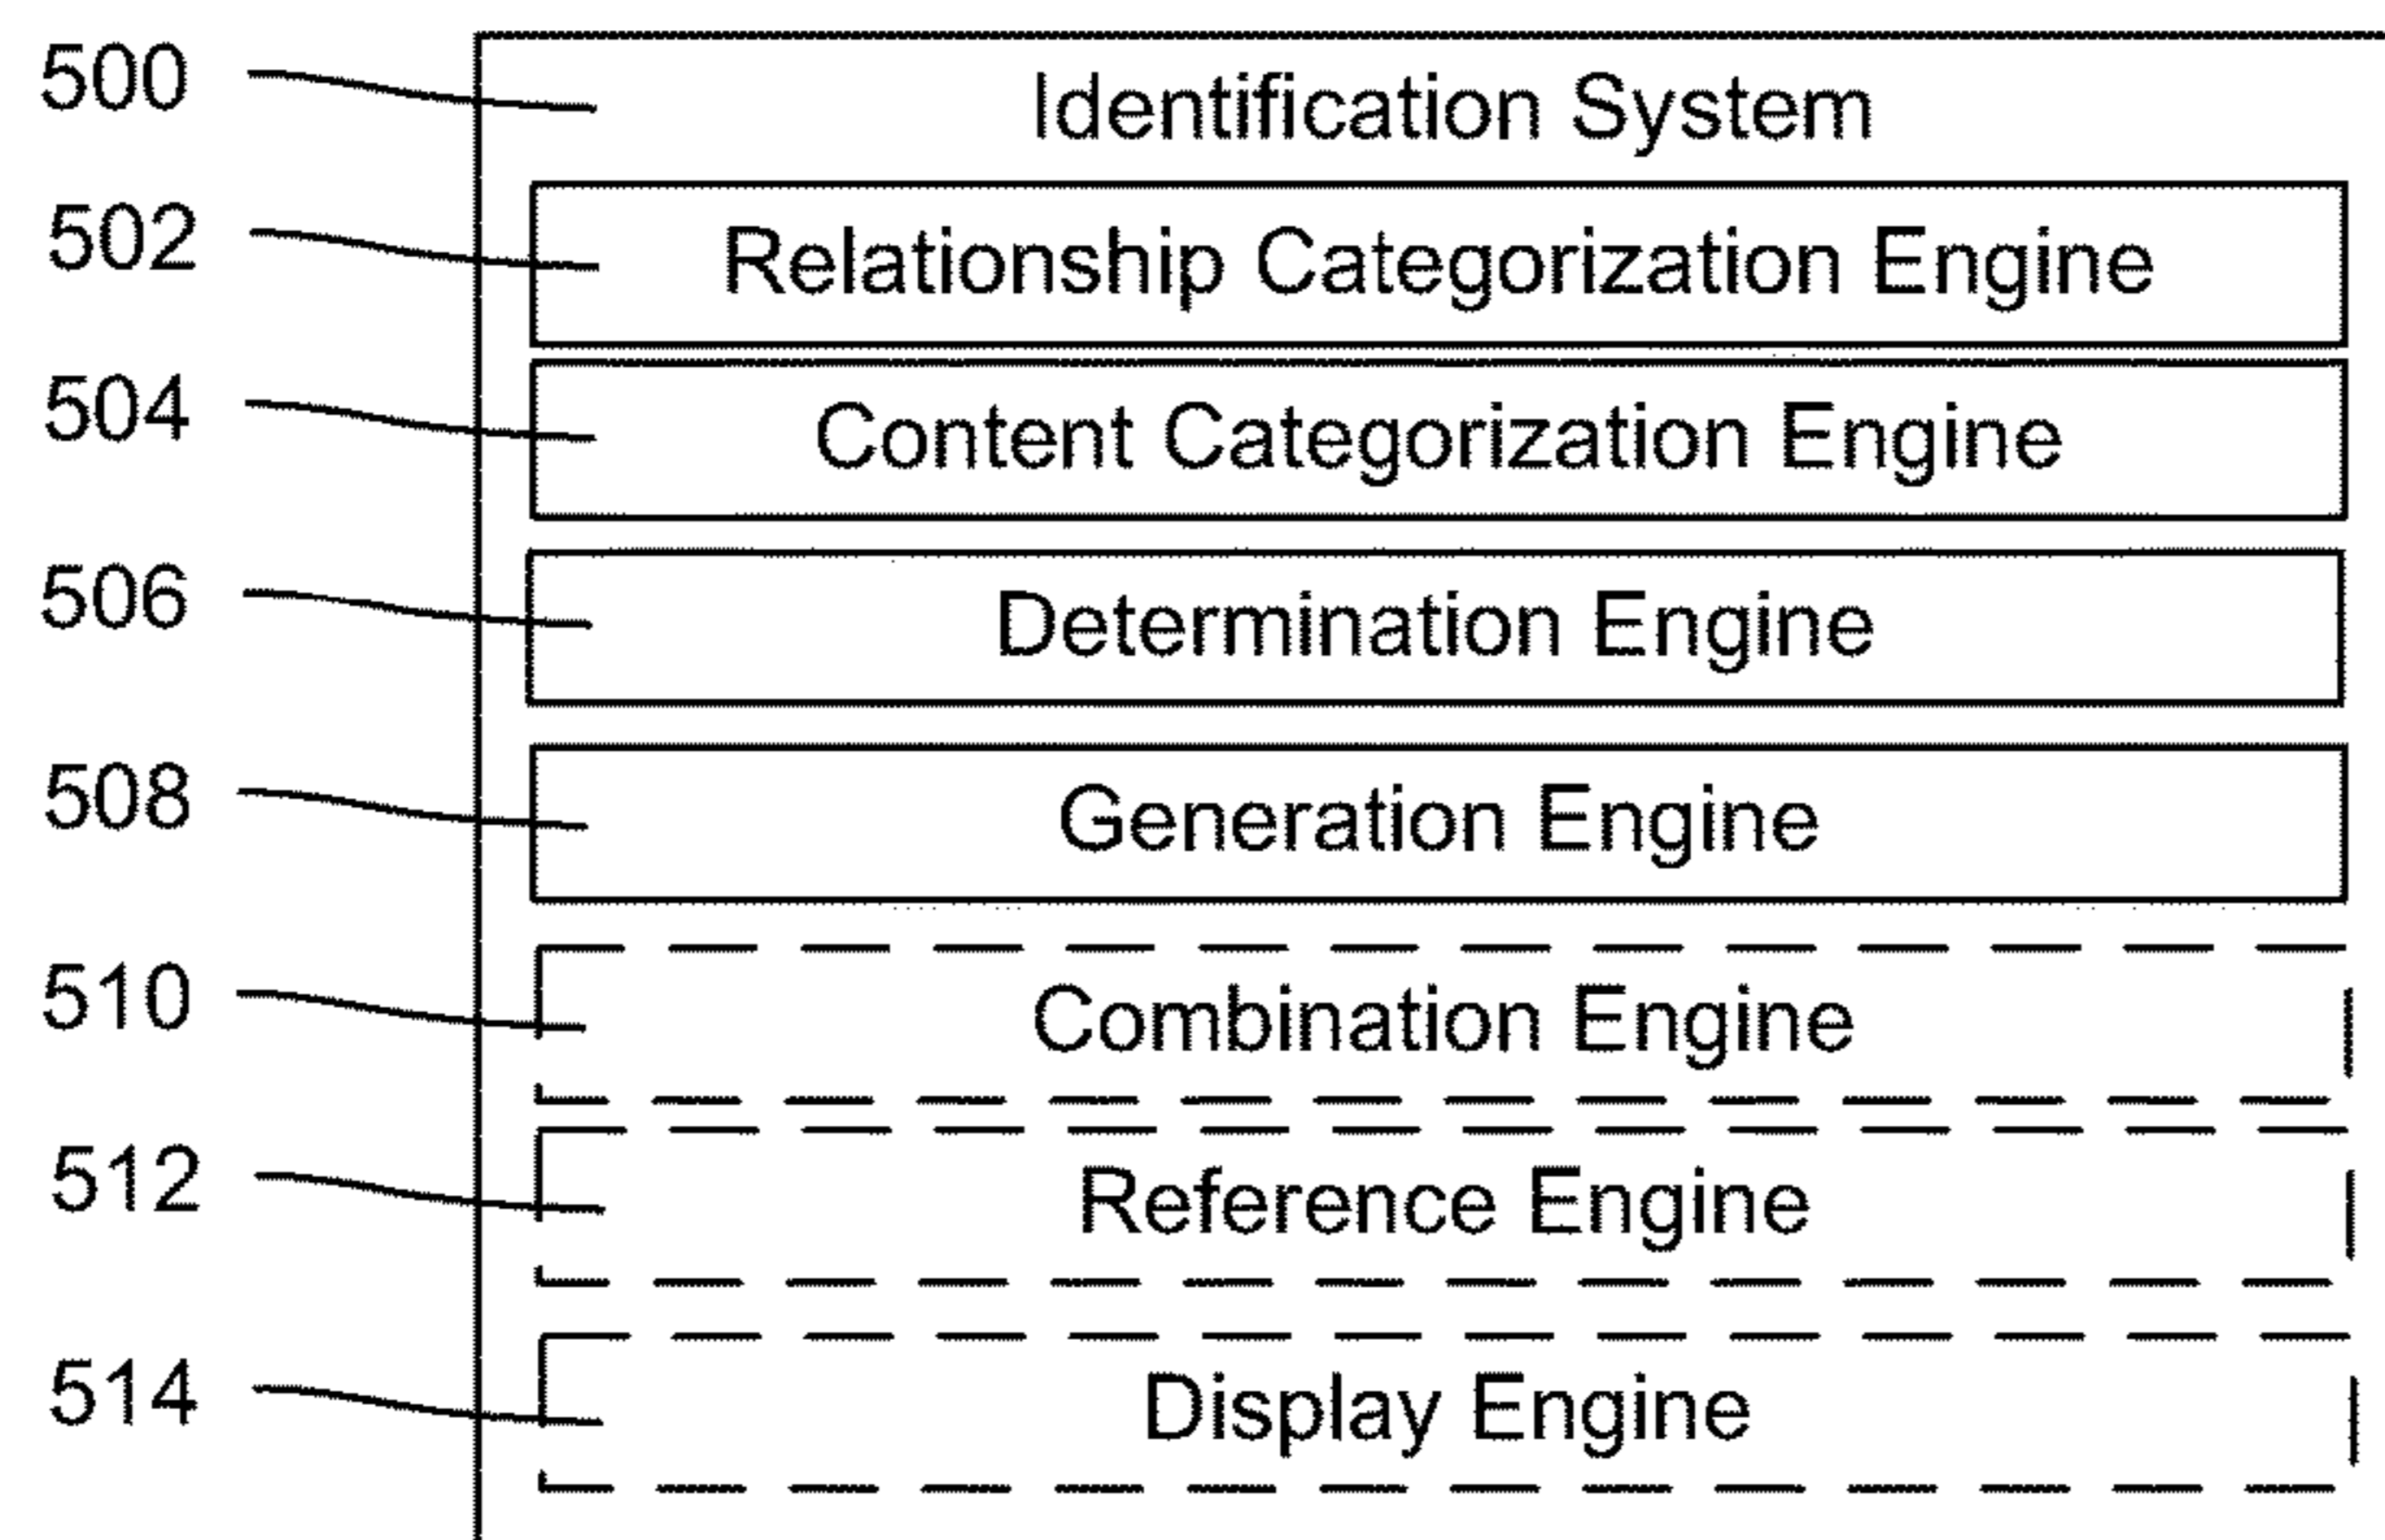 500 Identification System
502 Relationship Categorization Engine
504 Content Categorization Engine
506 Determination Engine
508 Generation Engine
510 Combination Engine
512 Reference Engine
514 Display Engine